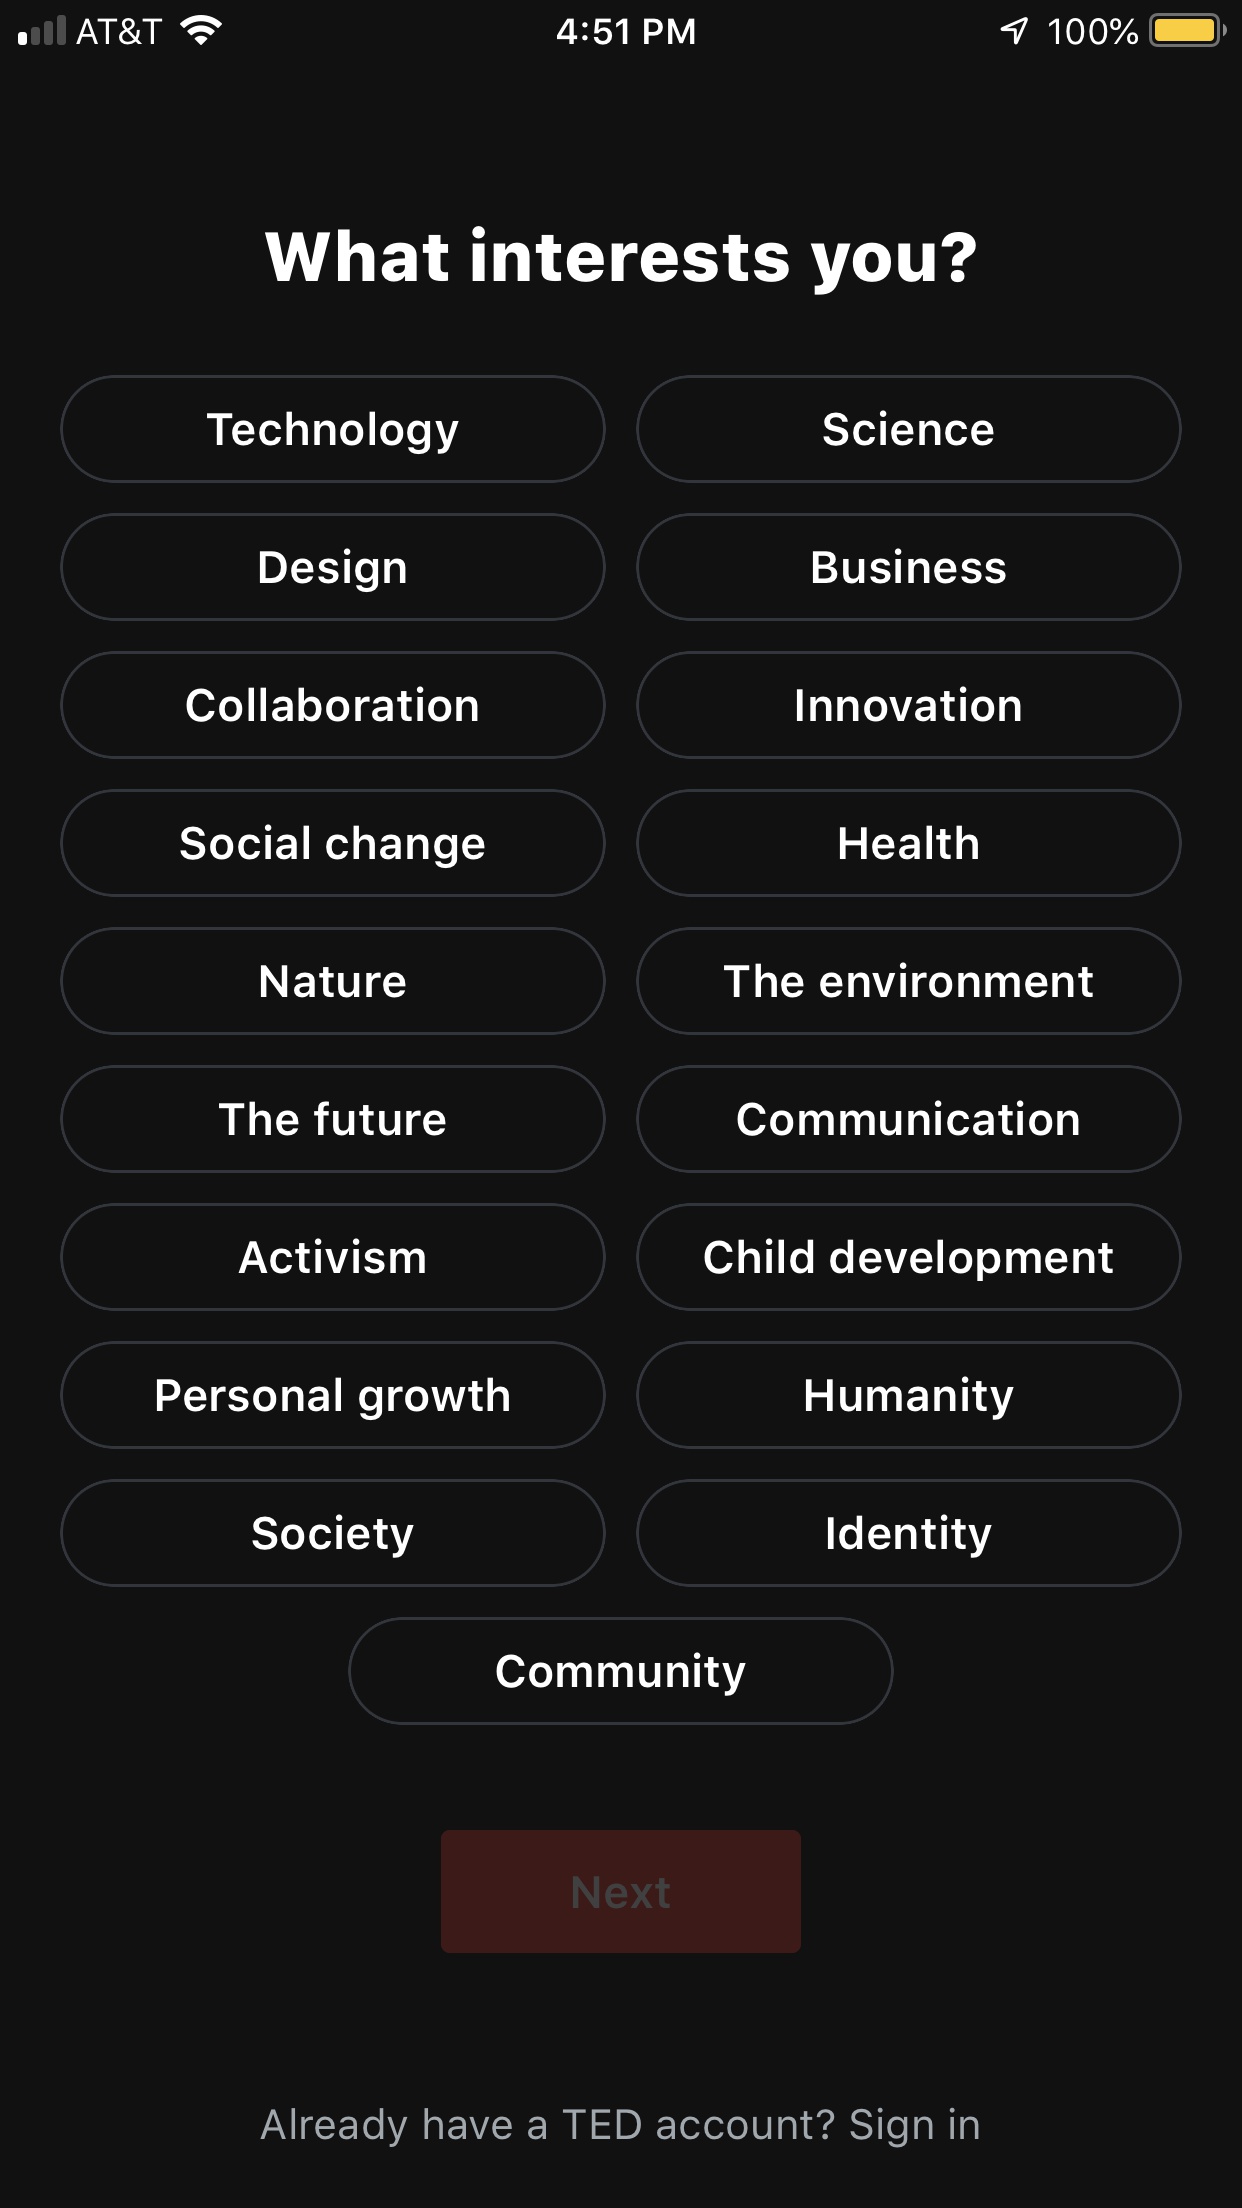 AT&T 4:51 PM 100%
What interests you?
Technology Science
Design Business
Collaboration Innovation
Social change Health
Nature The environment
The future Communication
Activism Child development
Personal growth Humanity
Society Identity
Community
Next
Already have a TED account? Sign in